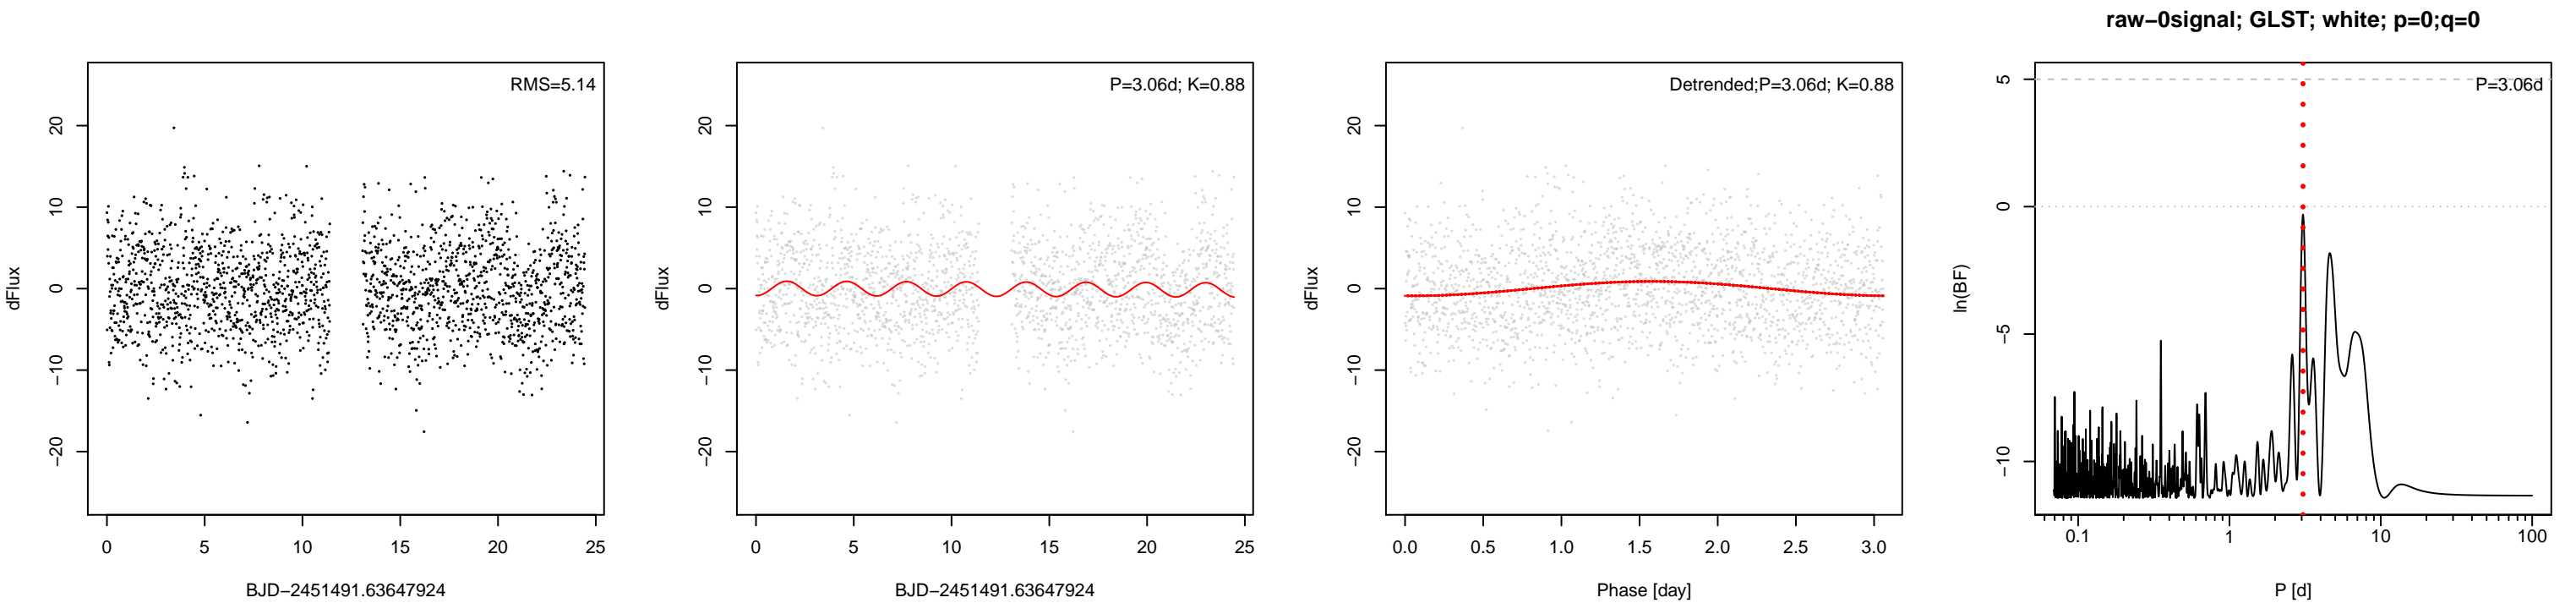 raw−0signal; GLST; white; p=0;q=0
RMS=5.14
dFlux
20
10
0
−10
−20
0 5 10 15 20 25
BJD−2451491.63647924
P=3.06d; K=0.88
dFlux
20
10
0
−10
−20
0 5 10 15 20 25
BJD−2451491.63647924
Detrended;P=3.06d; K=0.88
dFlux
20
10
0
−10
−20
0.0 0.5 1.0 1.5 2.0 2.5 3.0
Phase [day]
P=3.06d
ln(BF)
5
0
−5
−10
0.1 1 10 100
P [d]